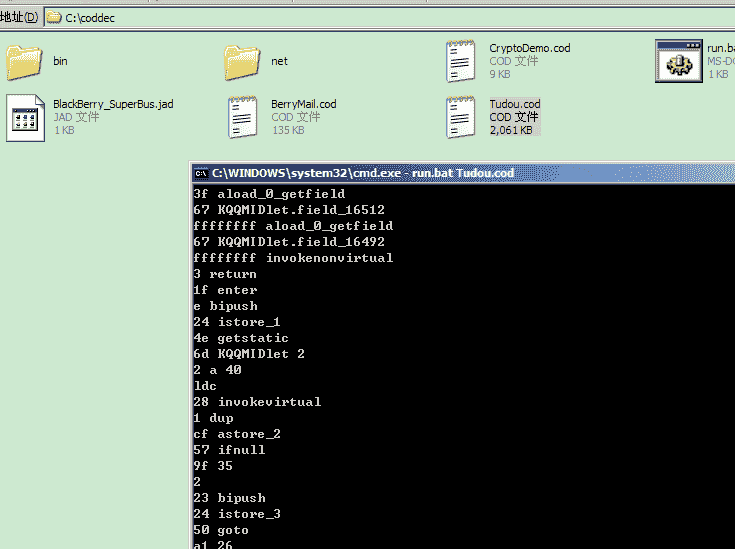 地址(D) C:\coddec
bin
net
CryptoDemo.cod
COD 文件
9 KB
run.ba
MS-DO
1 KB
BlackBerry_SuperBus.jad
JAD 文件
1 KB
BerryMail.cod
COD 文件
135 KB
Tudou.cod
COD 文件
2,061 KB
C:\WINDOWS\system32\cmd.exe - run.bat Tudou.cod
3f aload_0_getfield
67 KQQMIDlet.field_16512
ffffffff aload_0_getfield
67 KQQMIDlet.field_16492
ffffffff invokenonvirtual
3 return
1f enter
e bipush
24 istore_1
4e getstatic
6d KQQMIDlet 2
2 a 40
ldc
28 invokevirtual
1 dup
cf astore_2
57 ifnull
9f 35
2
23 bipush
24 istore_3
50 goto
a1 26